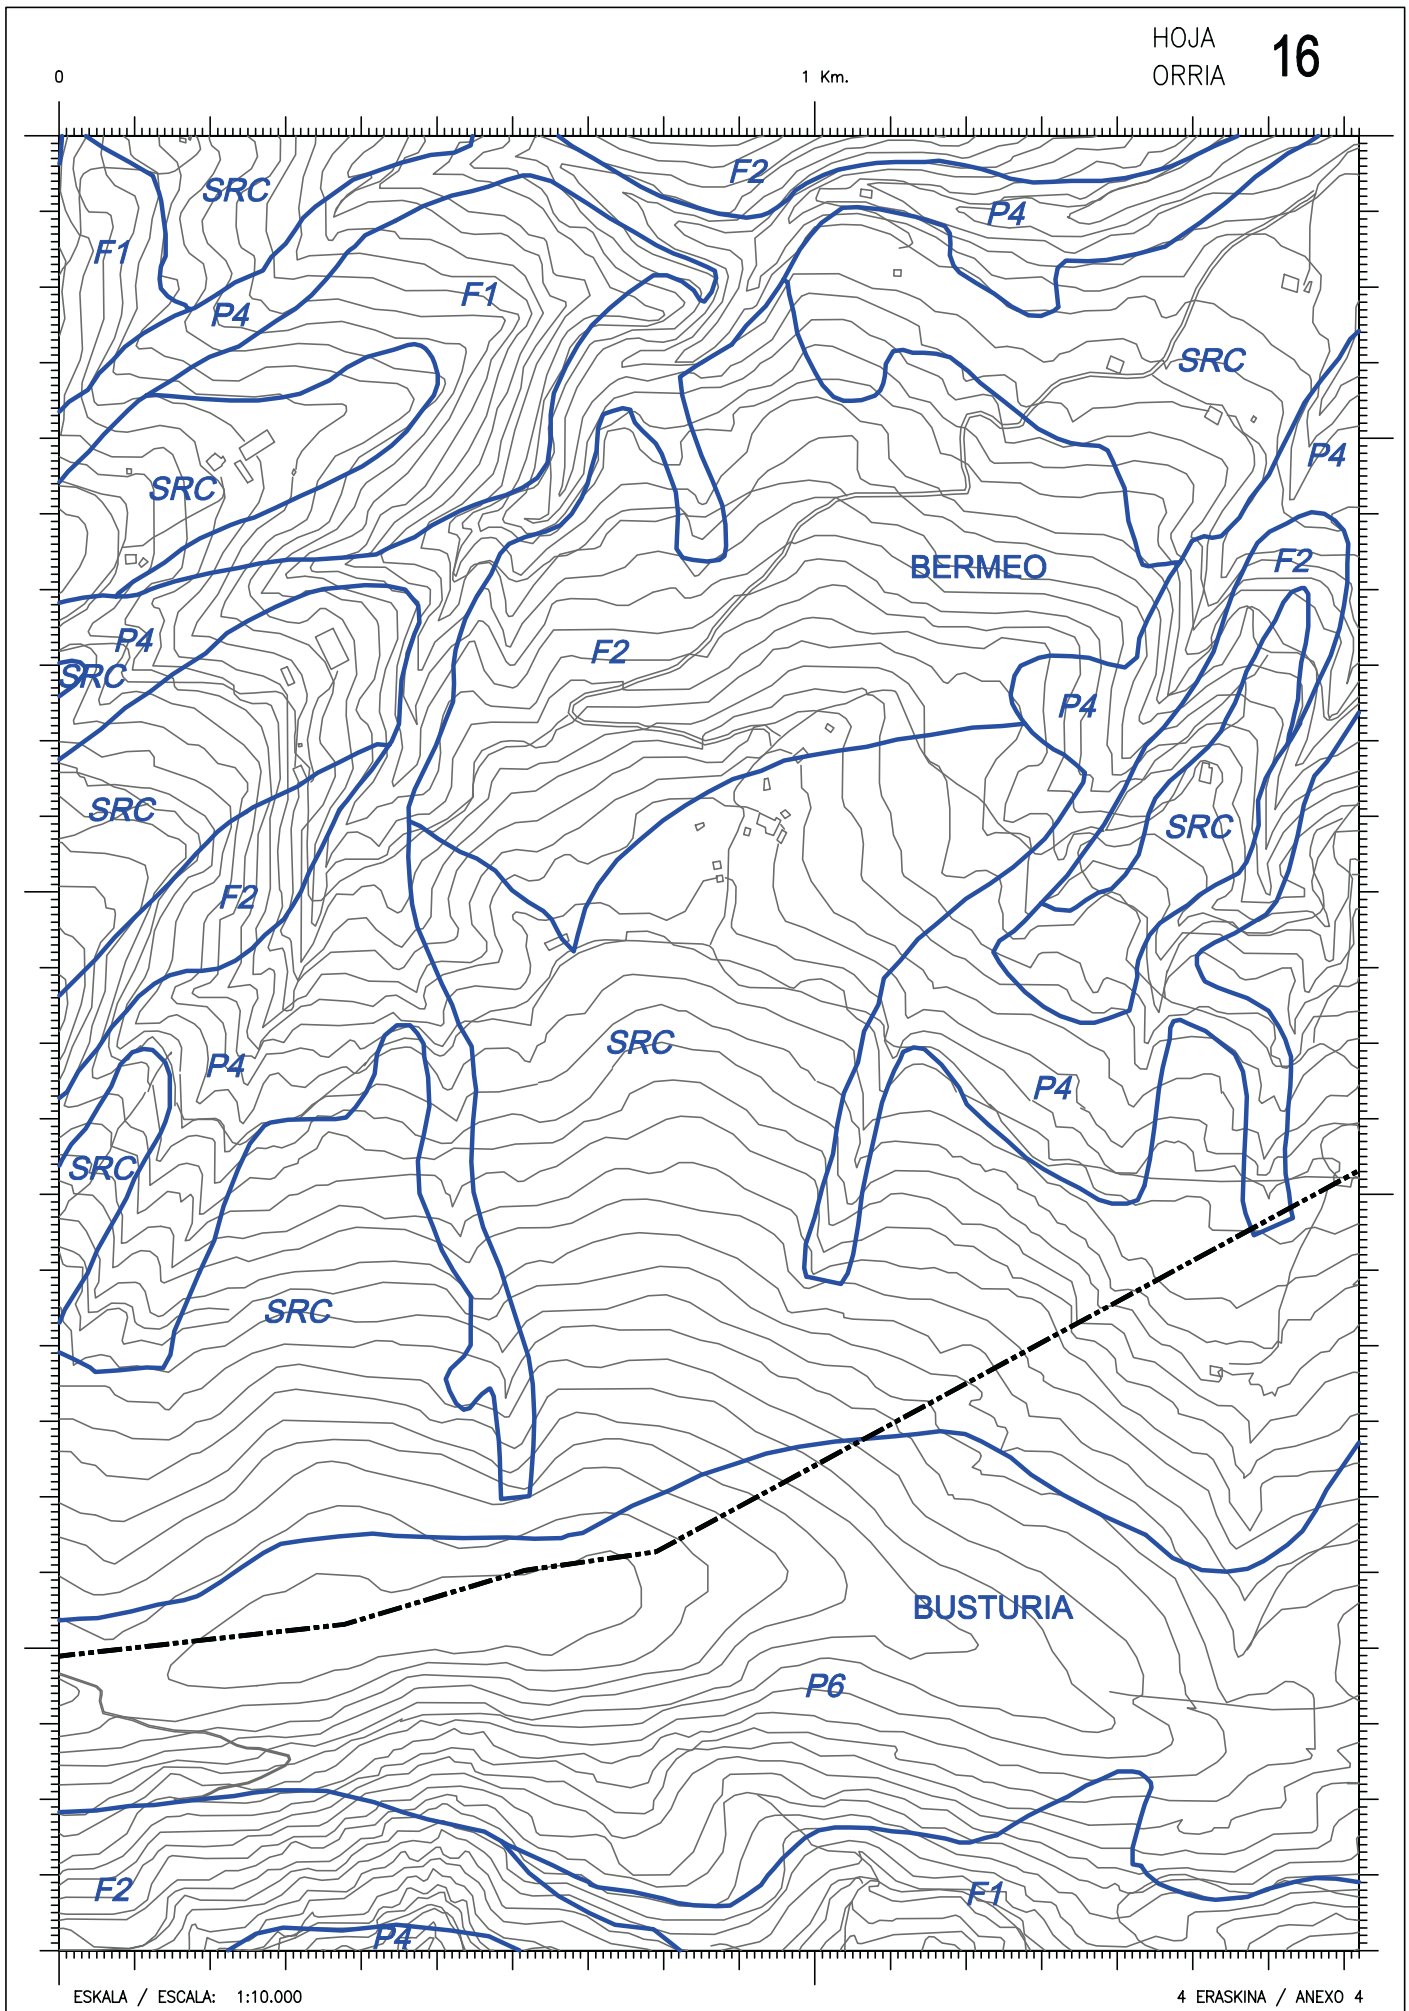 HOJA
ORRIA
16
0
1 Km.
F2
SRC
P4
F1
F1
P4
SRC
P4
SRC
F2
BERMEO
P4
F2
SRC
P4
SRC
SRC
F2
SRC
P4
P4
SRC
SRC
BUSTURIA
P6
F2
F1
P4
ESKALA / ESCALA: 1:10.000
4 ERASKINA / ANEXO 4